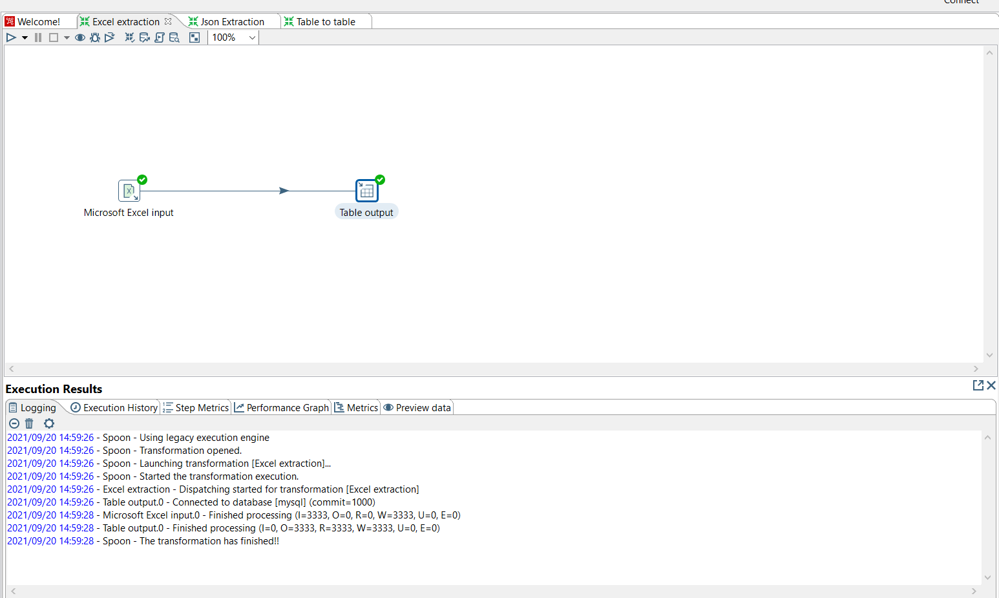 Connect
Welcome! Excel extraction Json Extraction Table to table
100%
Microsoft Excel input Table output
Execution Results
Logging Execution History Step Metrics Performance Graph Metrics Preview data
2021/09/20 14:59:26 - Spoon - Using legacy execution engine
2021/09/20 14:59:26 - Spoon - Transformation opened.
2021/09/20 14:59:26 - Spoon - Launching transformation [Excel extraction]...
2021/09/20 14:59:26 - Spoon - Started the transformation execution.
2021/09/20 14:59:26 - Excel extraction - Dispatching started for transformation [Excel extraction]
2021/09/20 14:59:26 - Table output.0 - Connected to database [mysql] (commit=1000)
2021/09/20 14:59:28 - Microsoft Excel input.0 - Finished processing (I=3333, O=0, R=0, W=3333, U=0, E=0)
2021/09/20 14:59:28 - Table output.0 - Finished processing (I=0, O=3333, R=3333, W=3333, U=0, E=0)
2021/09/20 14:59:28 - Spoon - The transformation has finished!!